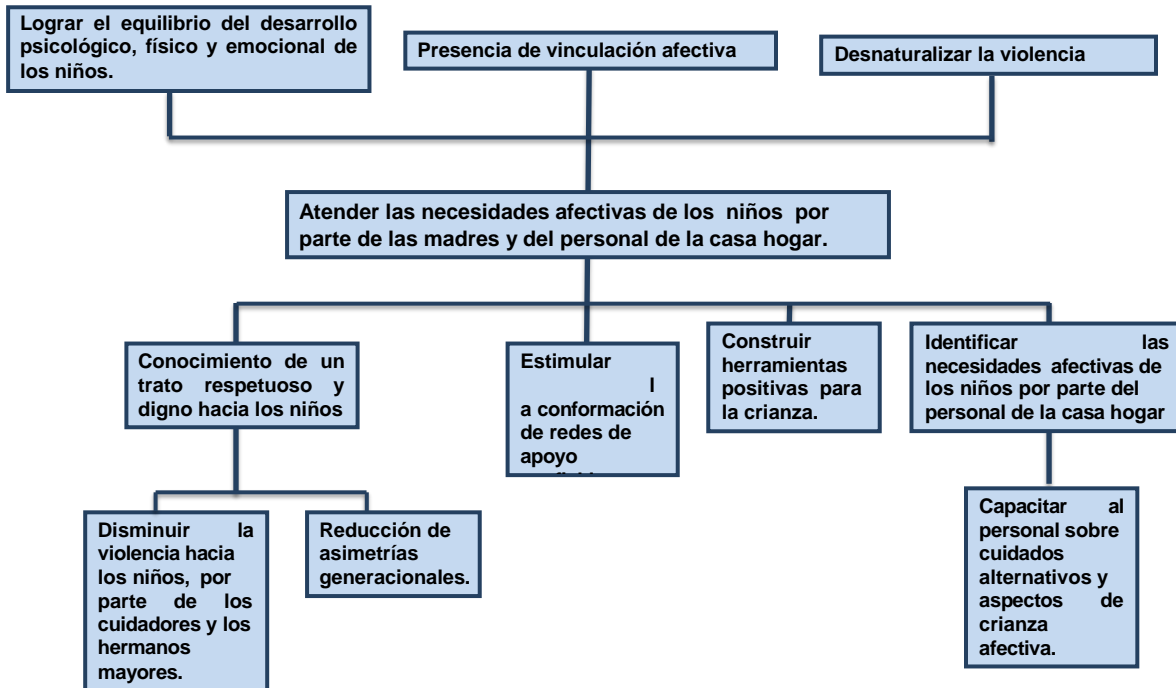 Lograr el equilibrio del desarrollo
psicológico, físico y emocional de
los niños.
Presencia de vinculación afectiva
Desnaturalizar la violencia
Atender las necesidades afectivas de los niños por
parte de las madres y del personal de la casa hogar.
Conocimiento de un
trato respetuoso y
digno hacia los niños
Estimular
l
a conformación
de redes de
apoyo
Construir
herramientas
positivas para
la crianza.
Identificar las
necesidades afectivas de
los niños por parte del
personal de la casa hogar
Disminuir la
violencia hacia
los niños, por
parte de los
cuidadores y los
hermanos
mayores.
Reducción de
asimetrías
generacionales.
Capacitar al
personal sobre
cuidados
alternativos y
aspectos de
crianza
afectiva.